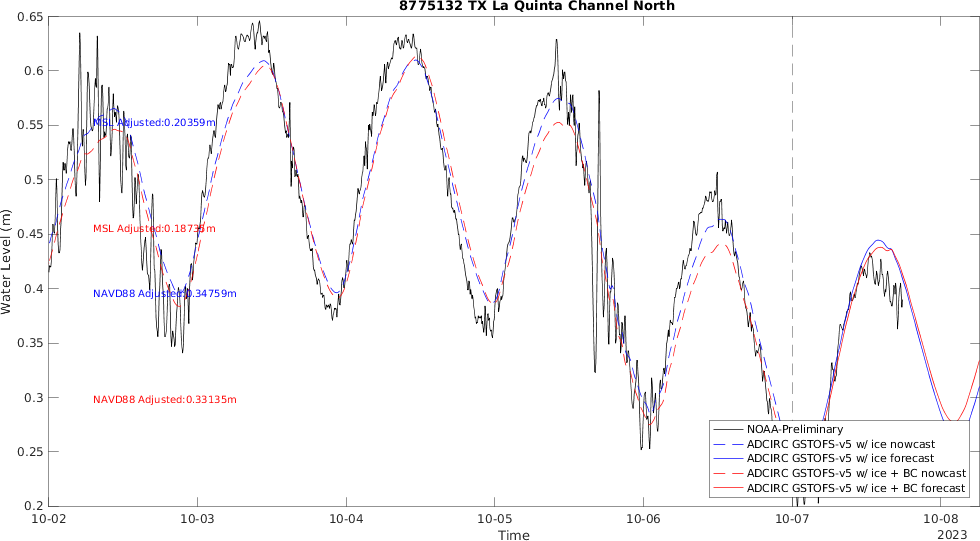 8775132 TX La Quinta Channel North
0.65
0.6
0.55
0.5
0.45
0.4
0.35
0.3
0.25
0.2
Water Level (m)
MSL Adjusted:0.20359m
MSL Adjusted:0.18735m
NAVD88 Adjusted:0.34759m
NAVD88 Adjusted:0.33135m
NOAA-Preliminary
ADCIRC GSTOFS-v5 w/ ice nowcast
ADCIRC GSTOFS-v5 w/ ice forecast
ADCIRC GSTOFS-v5 w/ ice + BC nowcast
ADCIRC GSTOFS-v5 w/ ice + BC forecast
10-02 10-03 10-04 10-05 10-06 10-07 10-08
2023
Time